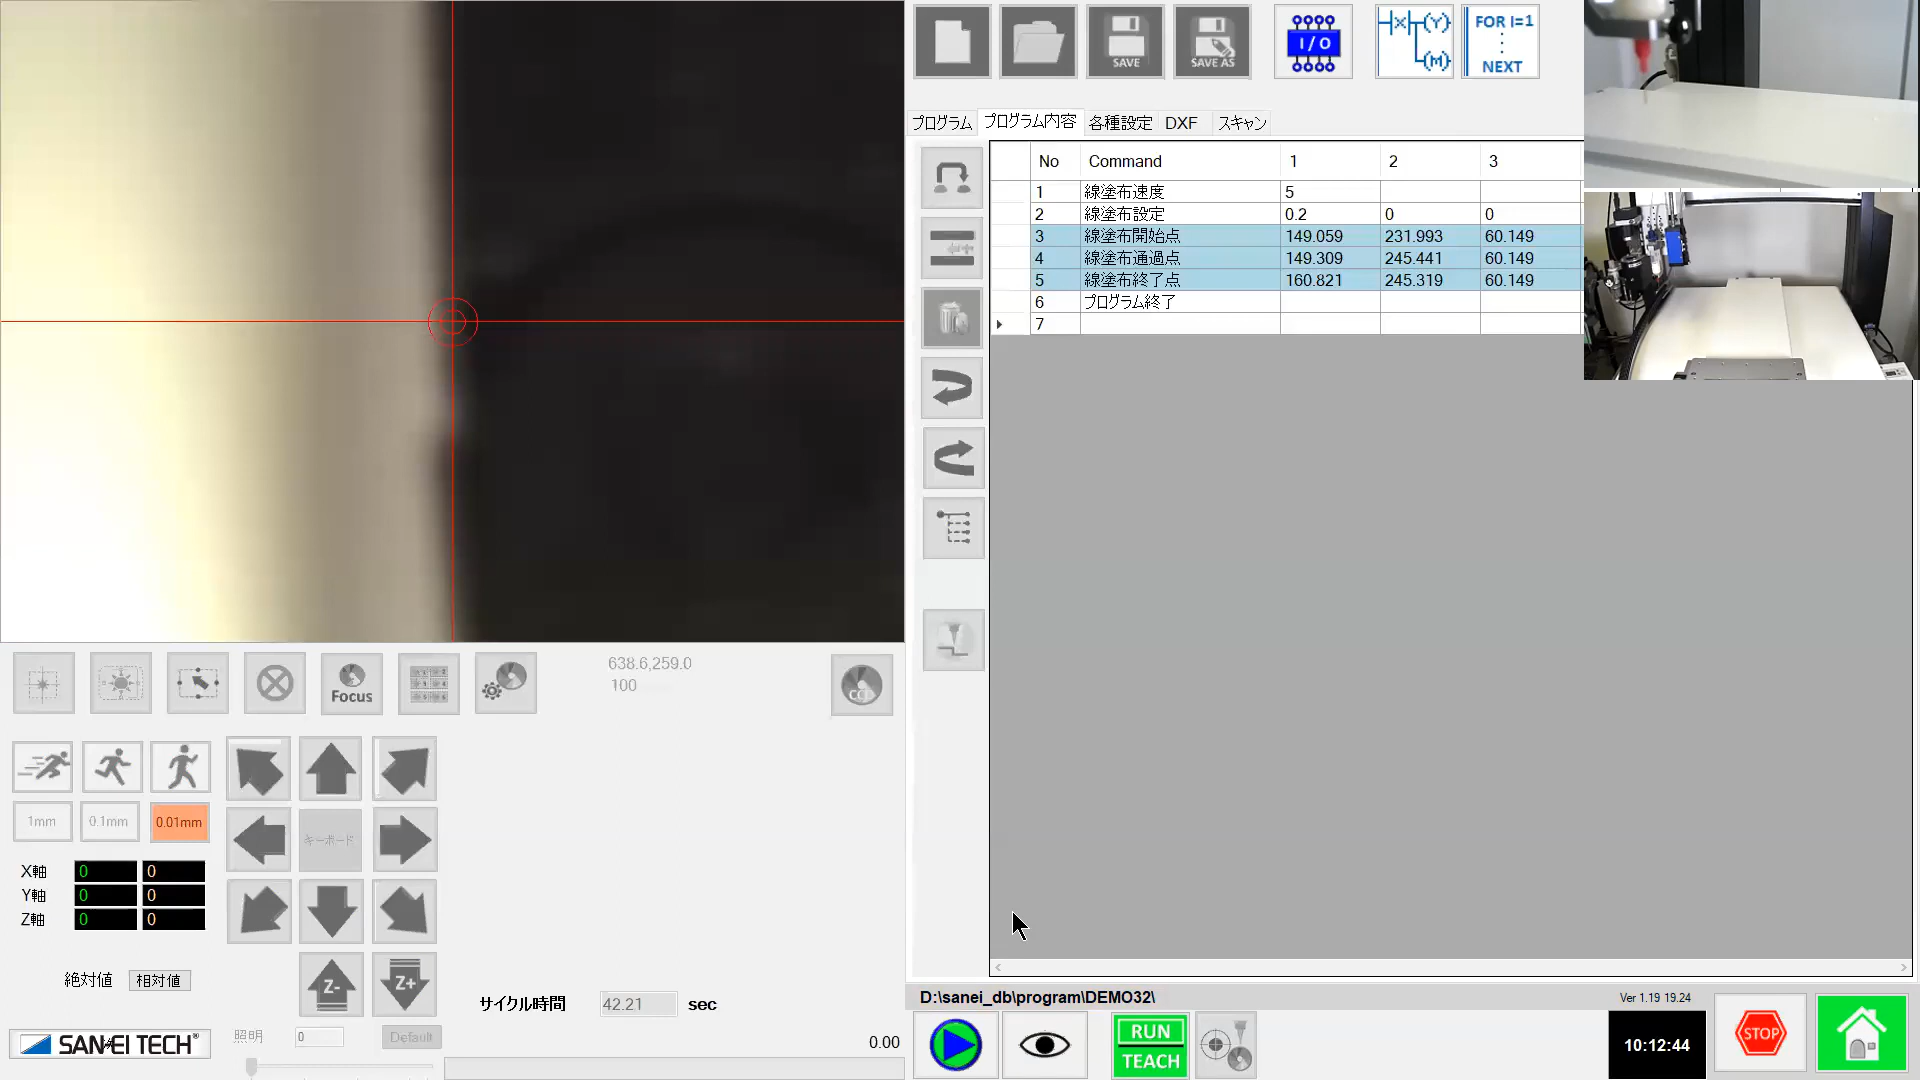 SAVE
SAVE AS
I/O
X (Y)
(M)
FOR I=1
NEXT
プログラム プログラム内容 各種設定 DXF スキャン
No Command 1 2 3
1 線塗布速度 5
2 線塗布設定 0.2 0 0
3 線塗布開始点 149.059 231.993 60.149
4 線塗布通過点 149.309 245.441 60.149
5 線塗布終了点 160.821 245.319 60.149
6 プログラム終了
7
Focus
638.6,259.0
100
CCD
1mm 0.1mm 0.01mm
キーボード
X軸 0 0
Y軸 0 0
Z軸 0 0
絶対値 相対値
Z- Z+
サイクル時間 42.21 sec
SAN-EI TECH®
照明 0 Default
0.00
D:\sanei_db\program\DEMO32\
Ver 1.19 19.24
RUN
TEACH
10:12:44
STOP